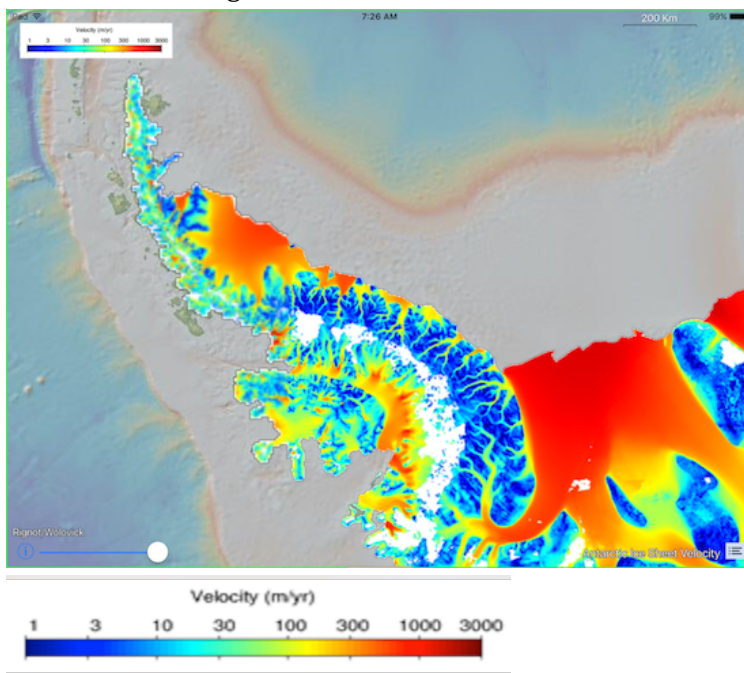 iPad 7:26 AM 200 Km 99%
Velocity (m/yr)
1 3 10 30 100 300 1000 3000
Rignot/Wolovick
Antarctic Ice Sheet Velocity
Velocity (m/yr)
1 3 10 30 100 300 1000 3000